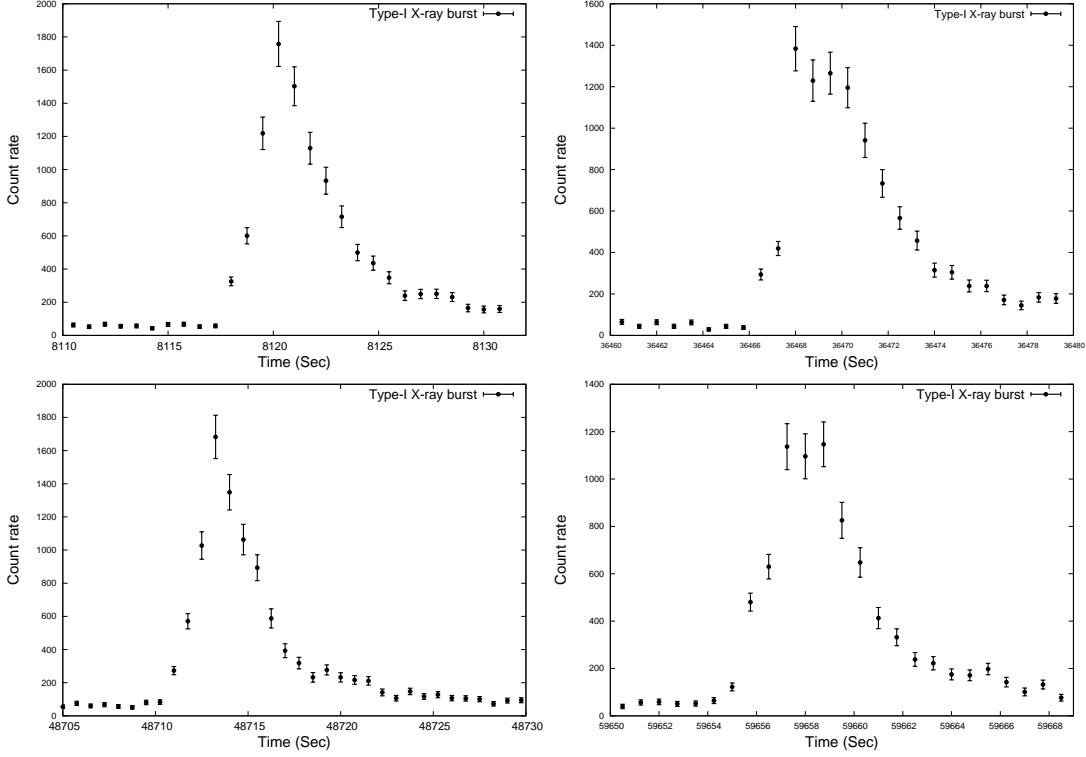 Type-I X-ray burst
Count rate
2000
1800
1600
1400
1200
1000
800
600
400
200
0
8110 8115 8120 8125 8130
Time (Sec)
Type-I X-ray burst
Count rate
1600
1400
1200
1000
800
600
400
200
0
36460 36462 36464 36466 36468 36470 36472 36474 36476 36478 36480
Time (Sec)
Type-I X-ray burst
Count rate
2000
1800
1600
1400
1200
1000
800
600
400
200
0
48705 48710 48715 48720 48725 48730
Time (Sec)
Type-I X-ray burst
Count rate
1400
1200
1000
800
600
400
200
0
59650 59652 59654 59656 59658 59660 59662 59664 59666 59668
Time (Sec)